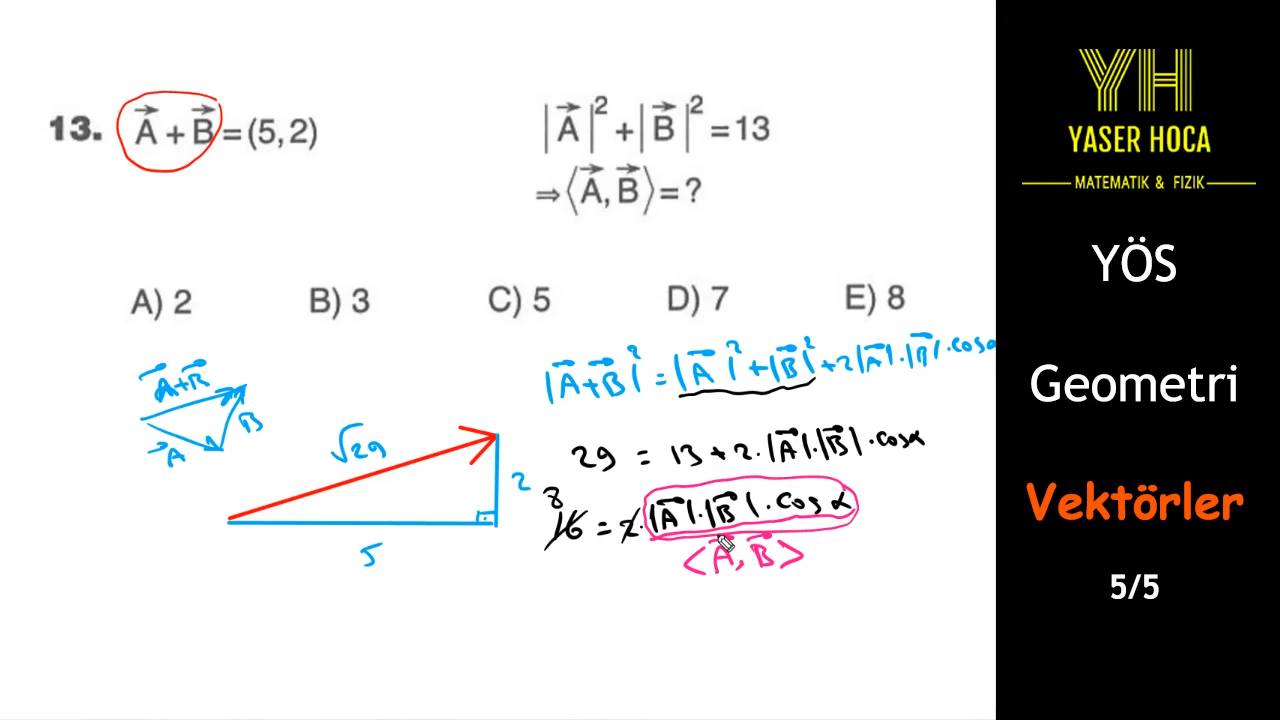 13. A⃗ + B⃗ = (5, 2)
|A⃗|² + |B⃗|² = 13
⇒ ⟨A⃗, B⃗⟩ = ?
A) 2 B) 3 C) 5 D) 7 E) 8
A⃗+B⃗
B
A⃗
|A⃗+B⃗|² = |A⃗|² + |B⃗|² + 2|A⃗|.|B⃗|.cosα
√29
2
5
29 = 13 + 2.|A⃗|.|B⃗|.cosα
8
16 = 2.|A⃗|.|B⃗|.cosα
<A⃗, B⃗>
YH
YASER HOCA
MATEMATIK & FIZIK
YÖS
Geometri
Vektörler
5/5